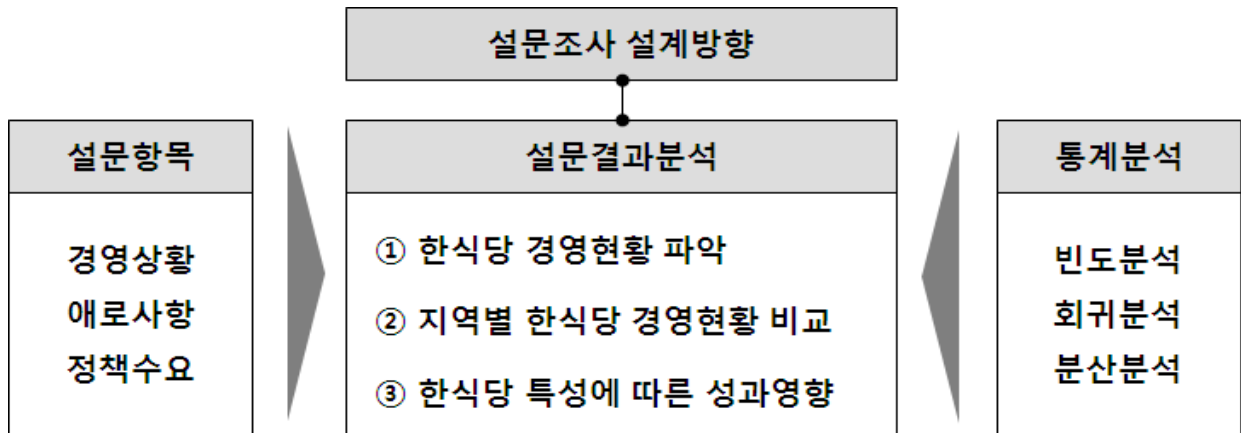 설문조사 설계방향
설문항목
경영상황
애로사항
정책수요
설문결과분석
① 한식당 경영현황 파악
② 지역별 한식당 경영현황 비교
③ 한식당 특성에 따른 성과영향
통계분석
빈도분석
회귀분석
분산분석